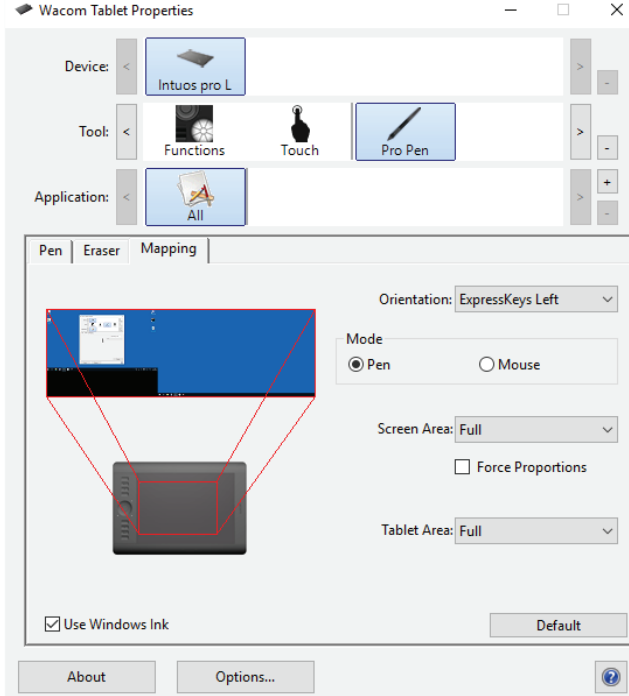 Wacom Tablet Properties
Device:
<
Intuos pro L
>
-
Tool:
<
Functions
Touch
Pro Pen
>
-
Application:
<
All
>
+
-
Pen
Eraser
Mapping
Orientation:
ExpressKeys Left
Mode
Pen
Mouse
Screen Area:
Full
Force Proportions
Tablet Area:
Full
Use Windows Ink
Default
About
Options...
?